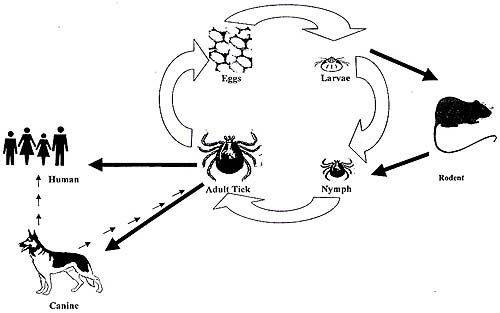 Eggs
Larvae
Human
Adult Tick
Nymph
Rodent
Canine